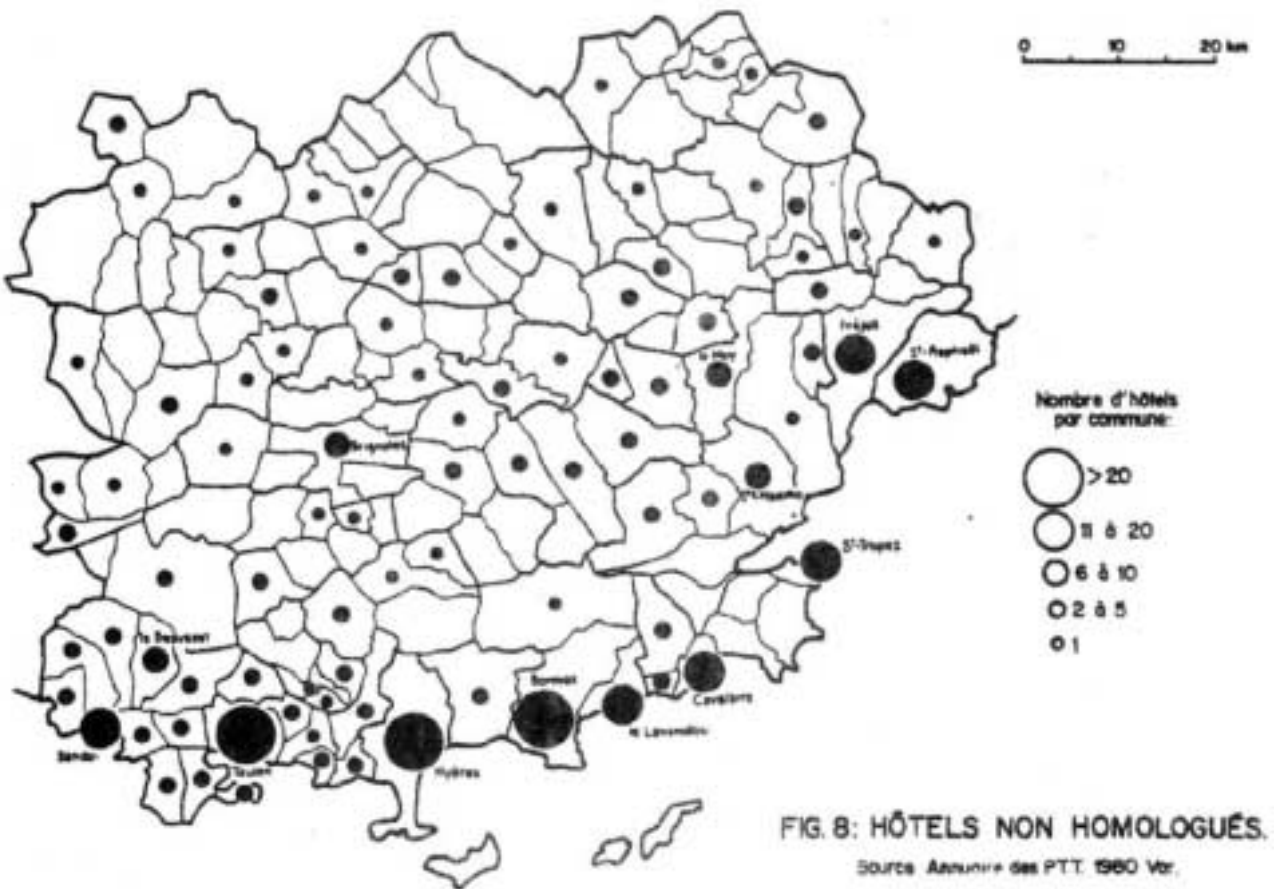 0 10 20 km
Fréjus
St-Raphaël
le Muy
Nombre d'hôtels
par commune:
>20
11 à 20
6 à 10
2 à 5
1
Brignoles
St-Tropez
le Beausset
Bormes
Cavalaire
le Lavandou
Bandol
Toulon
Hyères
FIG. 8: HÔTELS NON HOMOLOGUÉS.
Source Annuaire des PTT. 1980 Var.